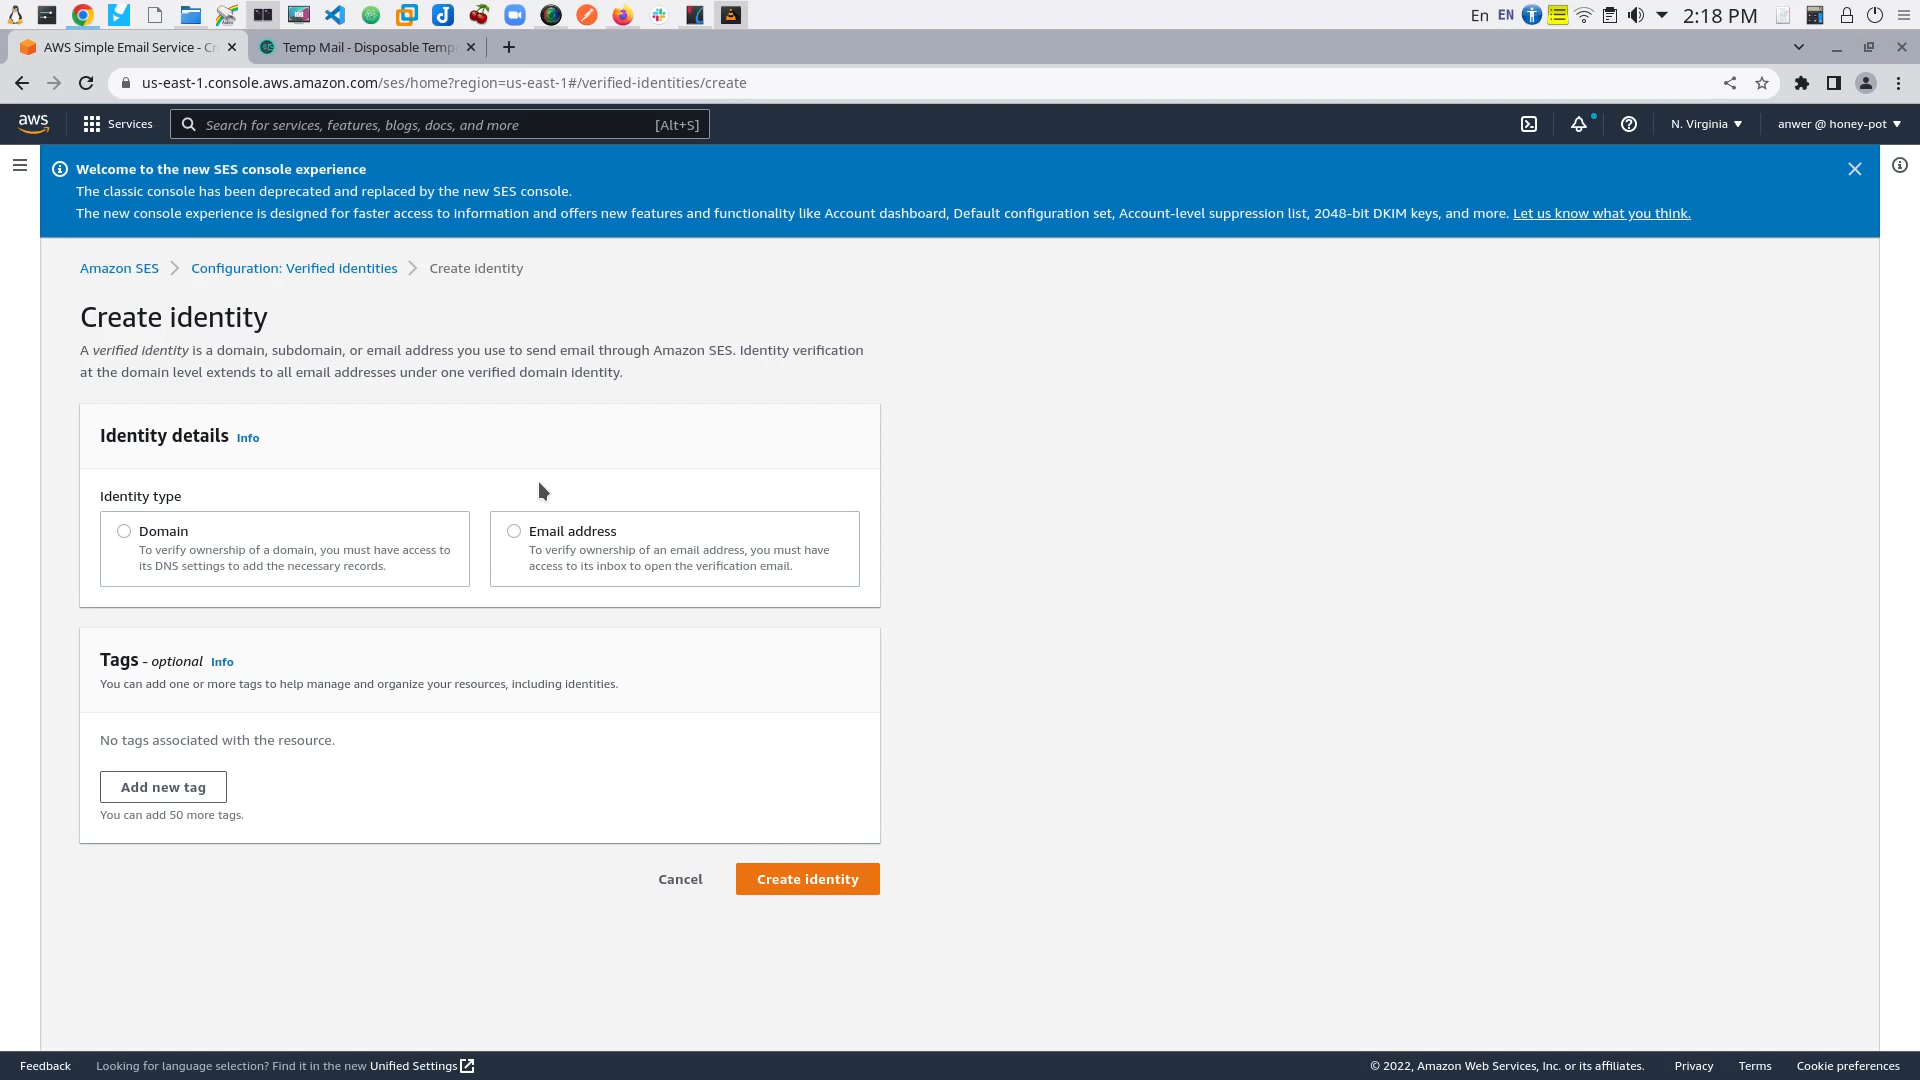 En EN 2:18 PM
AWS Simple Email Service - Cr
Temp Mail - Disposable Temp
us-east-1.console.aws.amazon.com/ses/home?region=us-east-1#/verified-identities/create
aws Services Search for services, features, blogs, docs, and more [Alt+S] N. Virginia anwer @ honey-pot
Welcome to the new SES console experience
The classic console has been deprecated and replaced by the new SES console.
The new console experience is designed for faster access to information and offers new features and functionality like Account dashboard, Default configuration set, Account-level suppression list, 2048-bit DKIM keys, and more. Let us know what you think.
Amazon SES Configuration: Verified identities Create identity
Create identity
A verified identity is a domain, subdomain, or email address you use to send email through Amazon SES. Identity verification
at the domain level extends to all email addresses under one verified domain identity.
Identity details Info
Identity type
Domain
To verify ownership of a domain, you must have access to
its DNS settings to add the necessary records.
Email address
To verify ownership of an email address, you must have
access to its inbox to open the verification email.
Tags - optional Info
You can add one or more tags to help manage and organize your resources, including identities.
No tags associated with the resource.
Add new tag
You can add 50 more tags.
Cancel Create identity
Feedback Looking for language selection? Find it in the new Unified Settings © 2022, Amazon Web Services, Inc. or its affiliates. Privacy Terms Cookie preferences